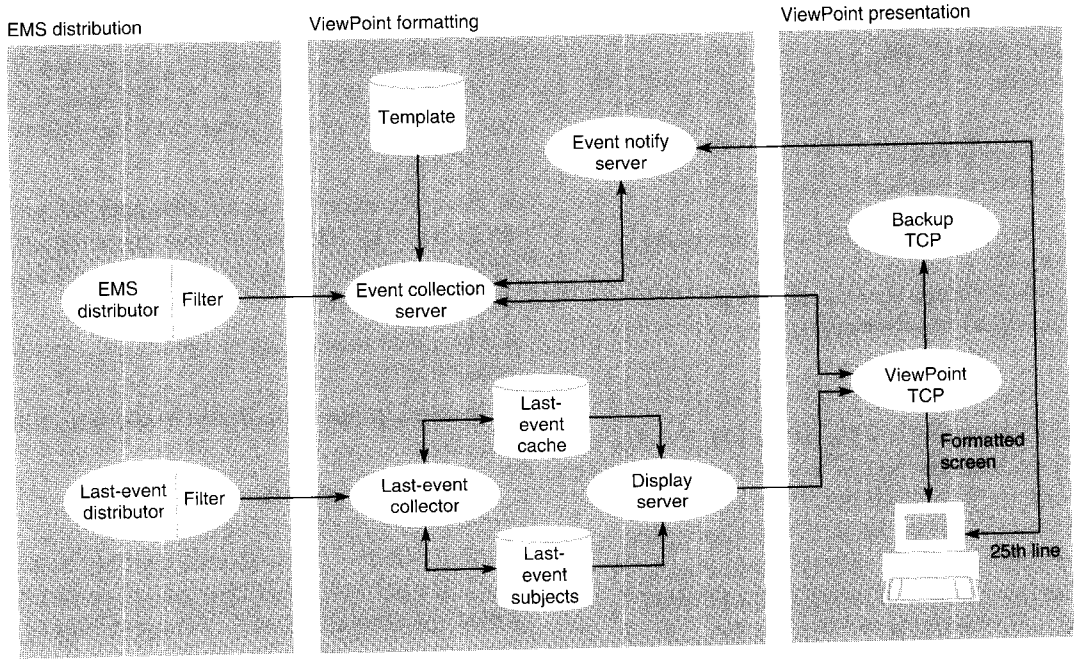 EMS distribution
ViewPoint formatting
ViewPoint presentation
Template
Event notify
server
Backup
TCP
EMS
distributor
Filter
Event collection
server
ViewPoint
TCP
Last-
event
cache
Formatted
screen
Last-event
distributor
Filter
Last-event
collector
Display
server
25th line
Last-
event
subjects